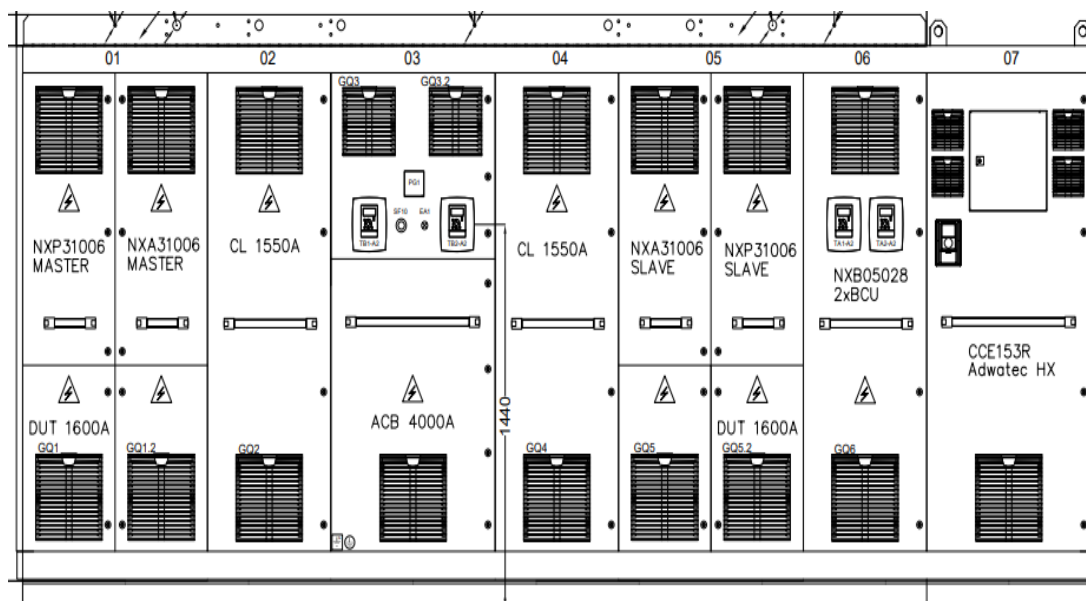 01
02
03
04
05
06
07
GQ3
GQ3.2
PG1
SF10
EA1
TB1-A2
TB2-A2
TA1-A2
TA2-A2
NXP31006
MASTER
NXA31006
MASTER
CL 1550A
CL 1550A
NXA31006
SLAVE
NXP31006
SLAVE
NXB05028
2xBCU
CCE153R
Adwatec HX
1440
DUT 1600A
ACB 4000A
DUT 1600A
GQ1
GQ1.2
GQ2
GQ4
GQ5
GQ5.2
GQ6